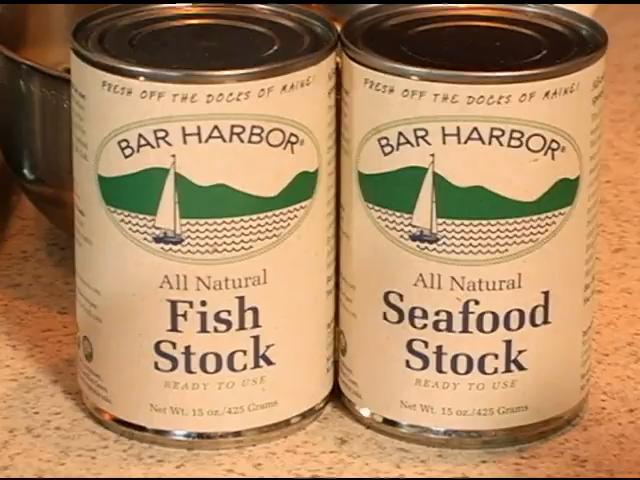 FRESH OFF THE DOCKS OF MAINE!
BAR HARBOR®
All Natural
Fish
Stock
READY TO USE
Net Wt. 15 oz./425 Grams
FRESH OFF THE DOCKS OF MAINE!
BAR HARBOR®
All Natural
Seafood
Stock
READY TO USE
Net Wt. 15 oz./425 Grams